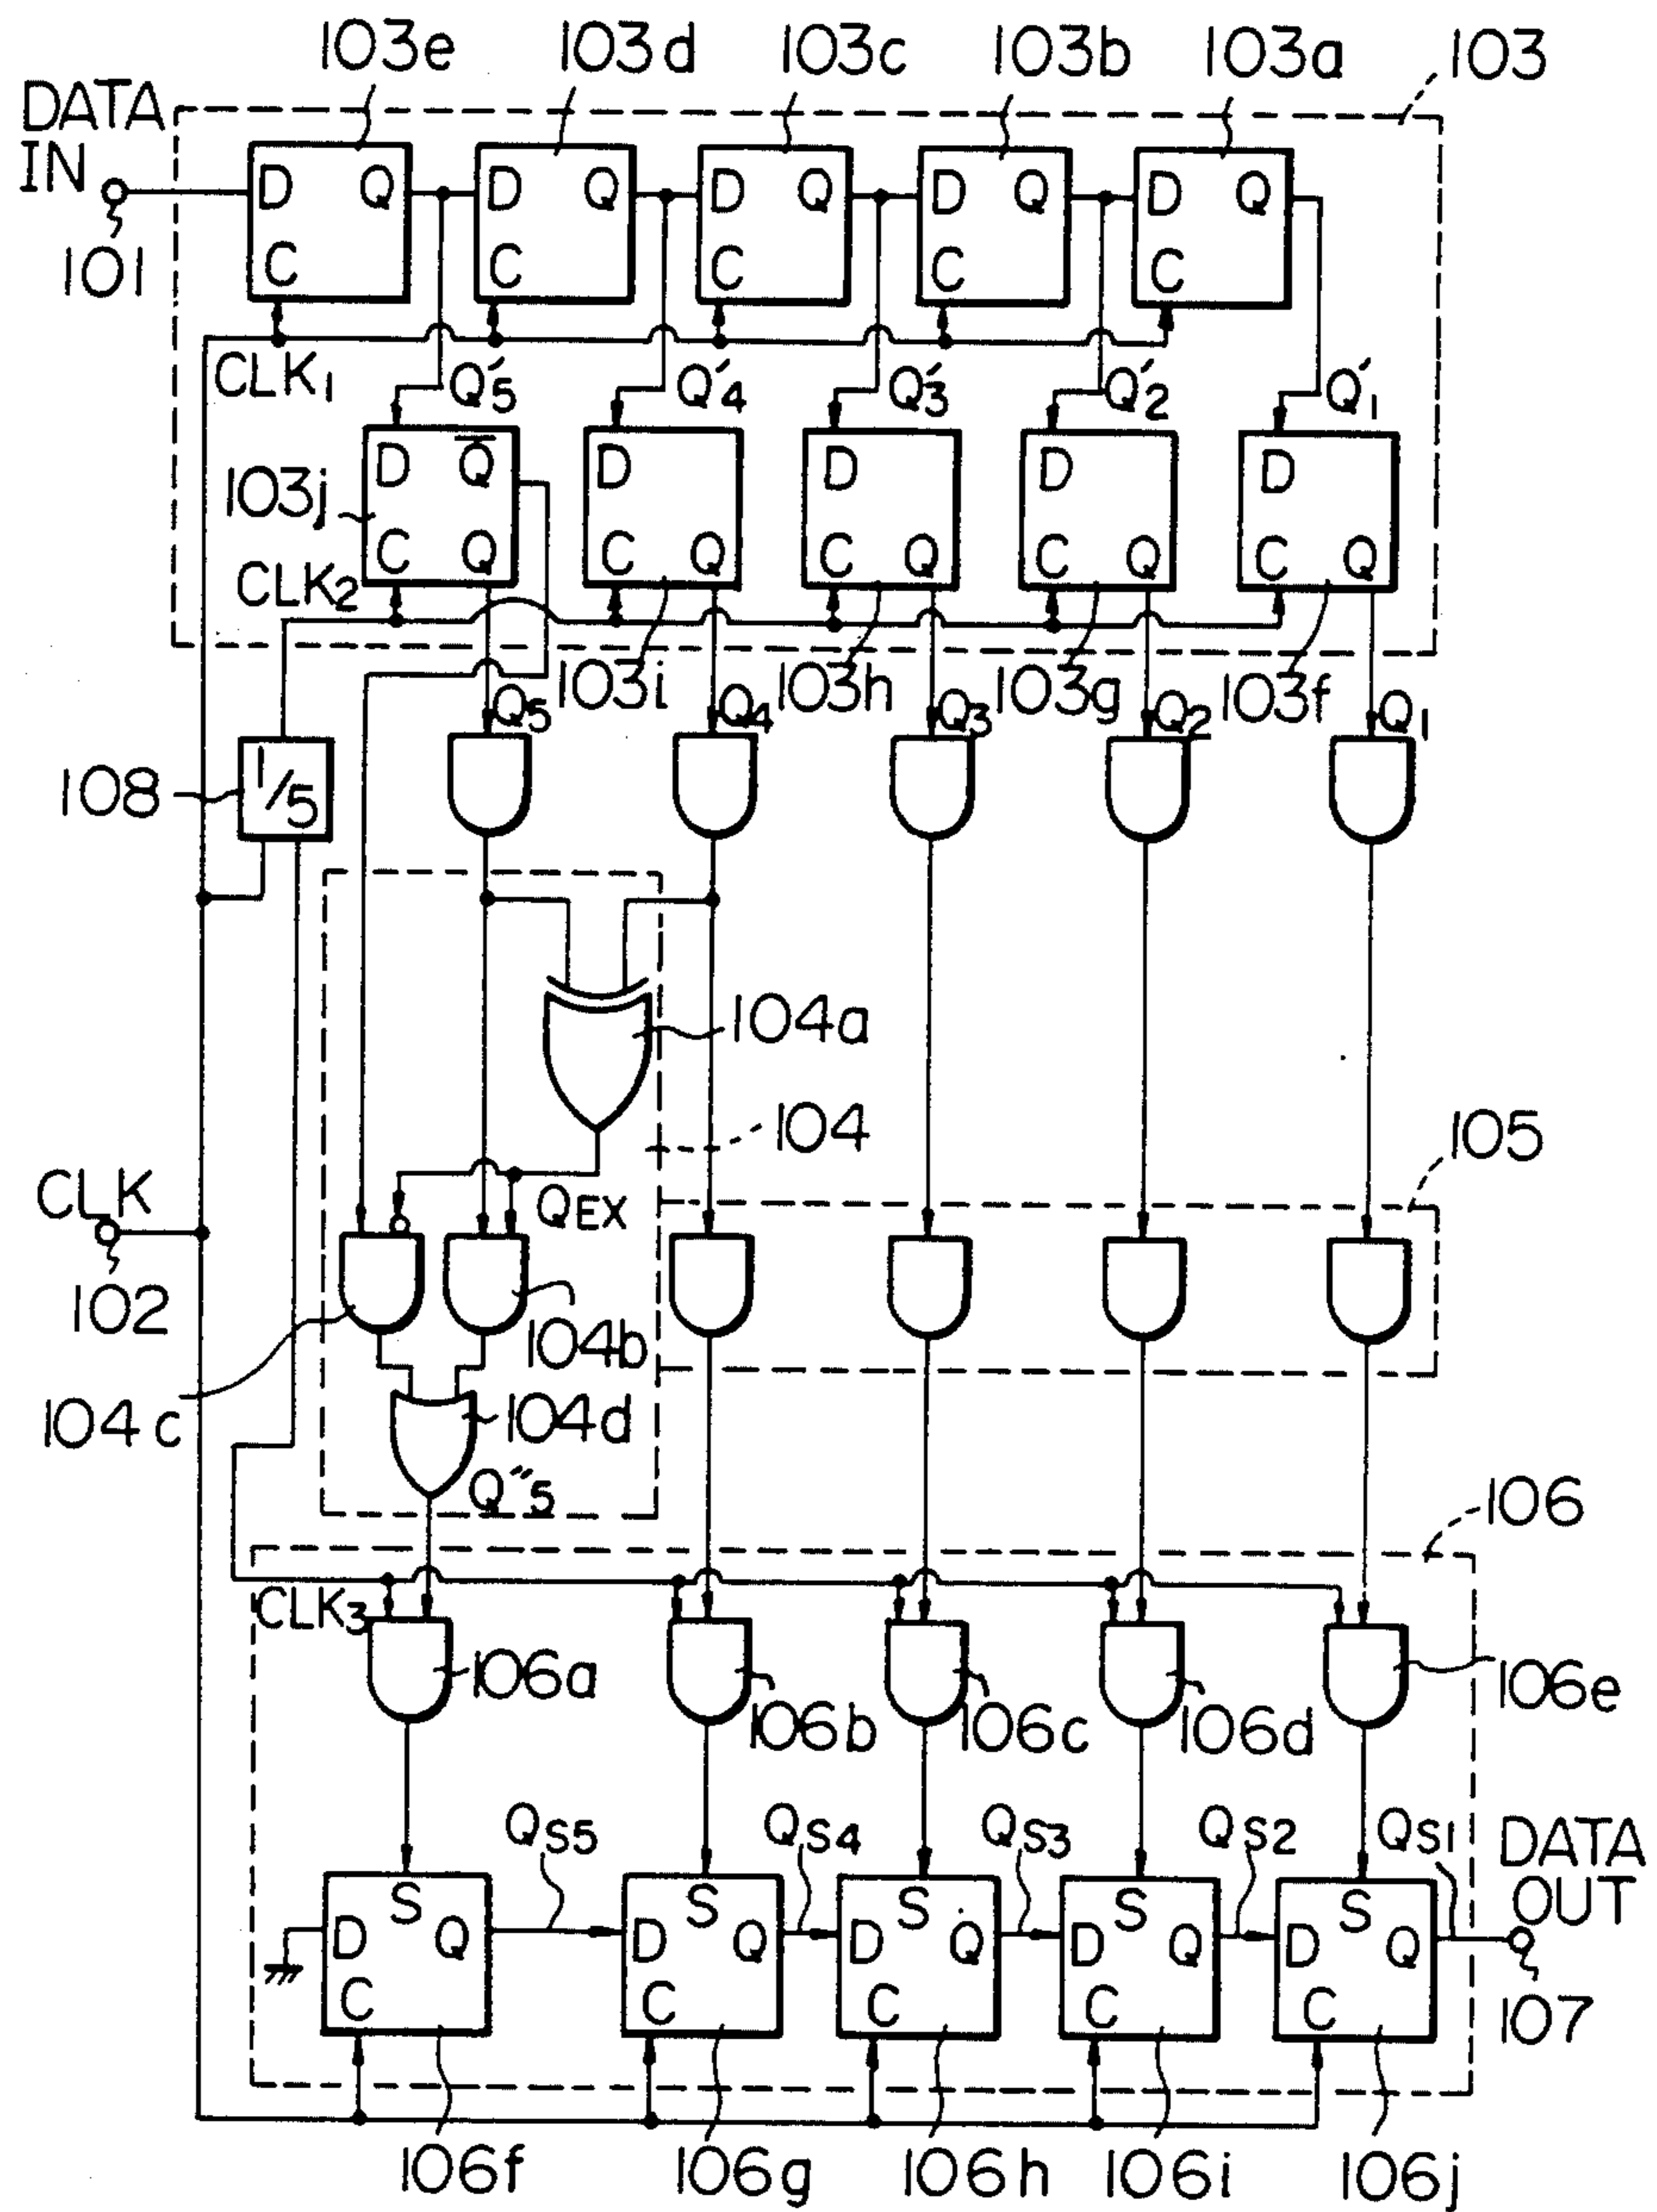 103e 103d 103c 103b 103a 103
DATA IN
D Q D Q D Q D Q D Q
C C C C C
101
CLK1
Q'5 Q'4 Q'3 Q'2 Q'1
D Q̅ D D D D
103j
C Q C Q C Q C Q C Q
CLK2
103i 103h 103g 103f
Q5 Q4 Q3 Q2 Q1
108 1/5
104a
104
105
CLK
QEX
102
104b
104c
104d
Q"5
106
CLK3
106a 106b 106c 106d 106e
QS5 QS4 QS3 QS2 QS1
DATA OUT
S S S S S
D Q D Q D Q D Q D Q
C C C C C
107
106f 106g 106h 106i 106j